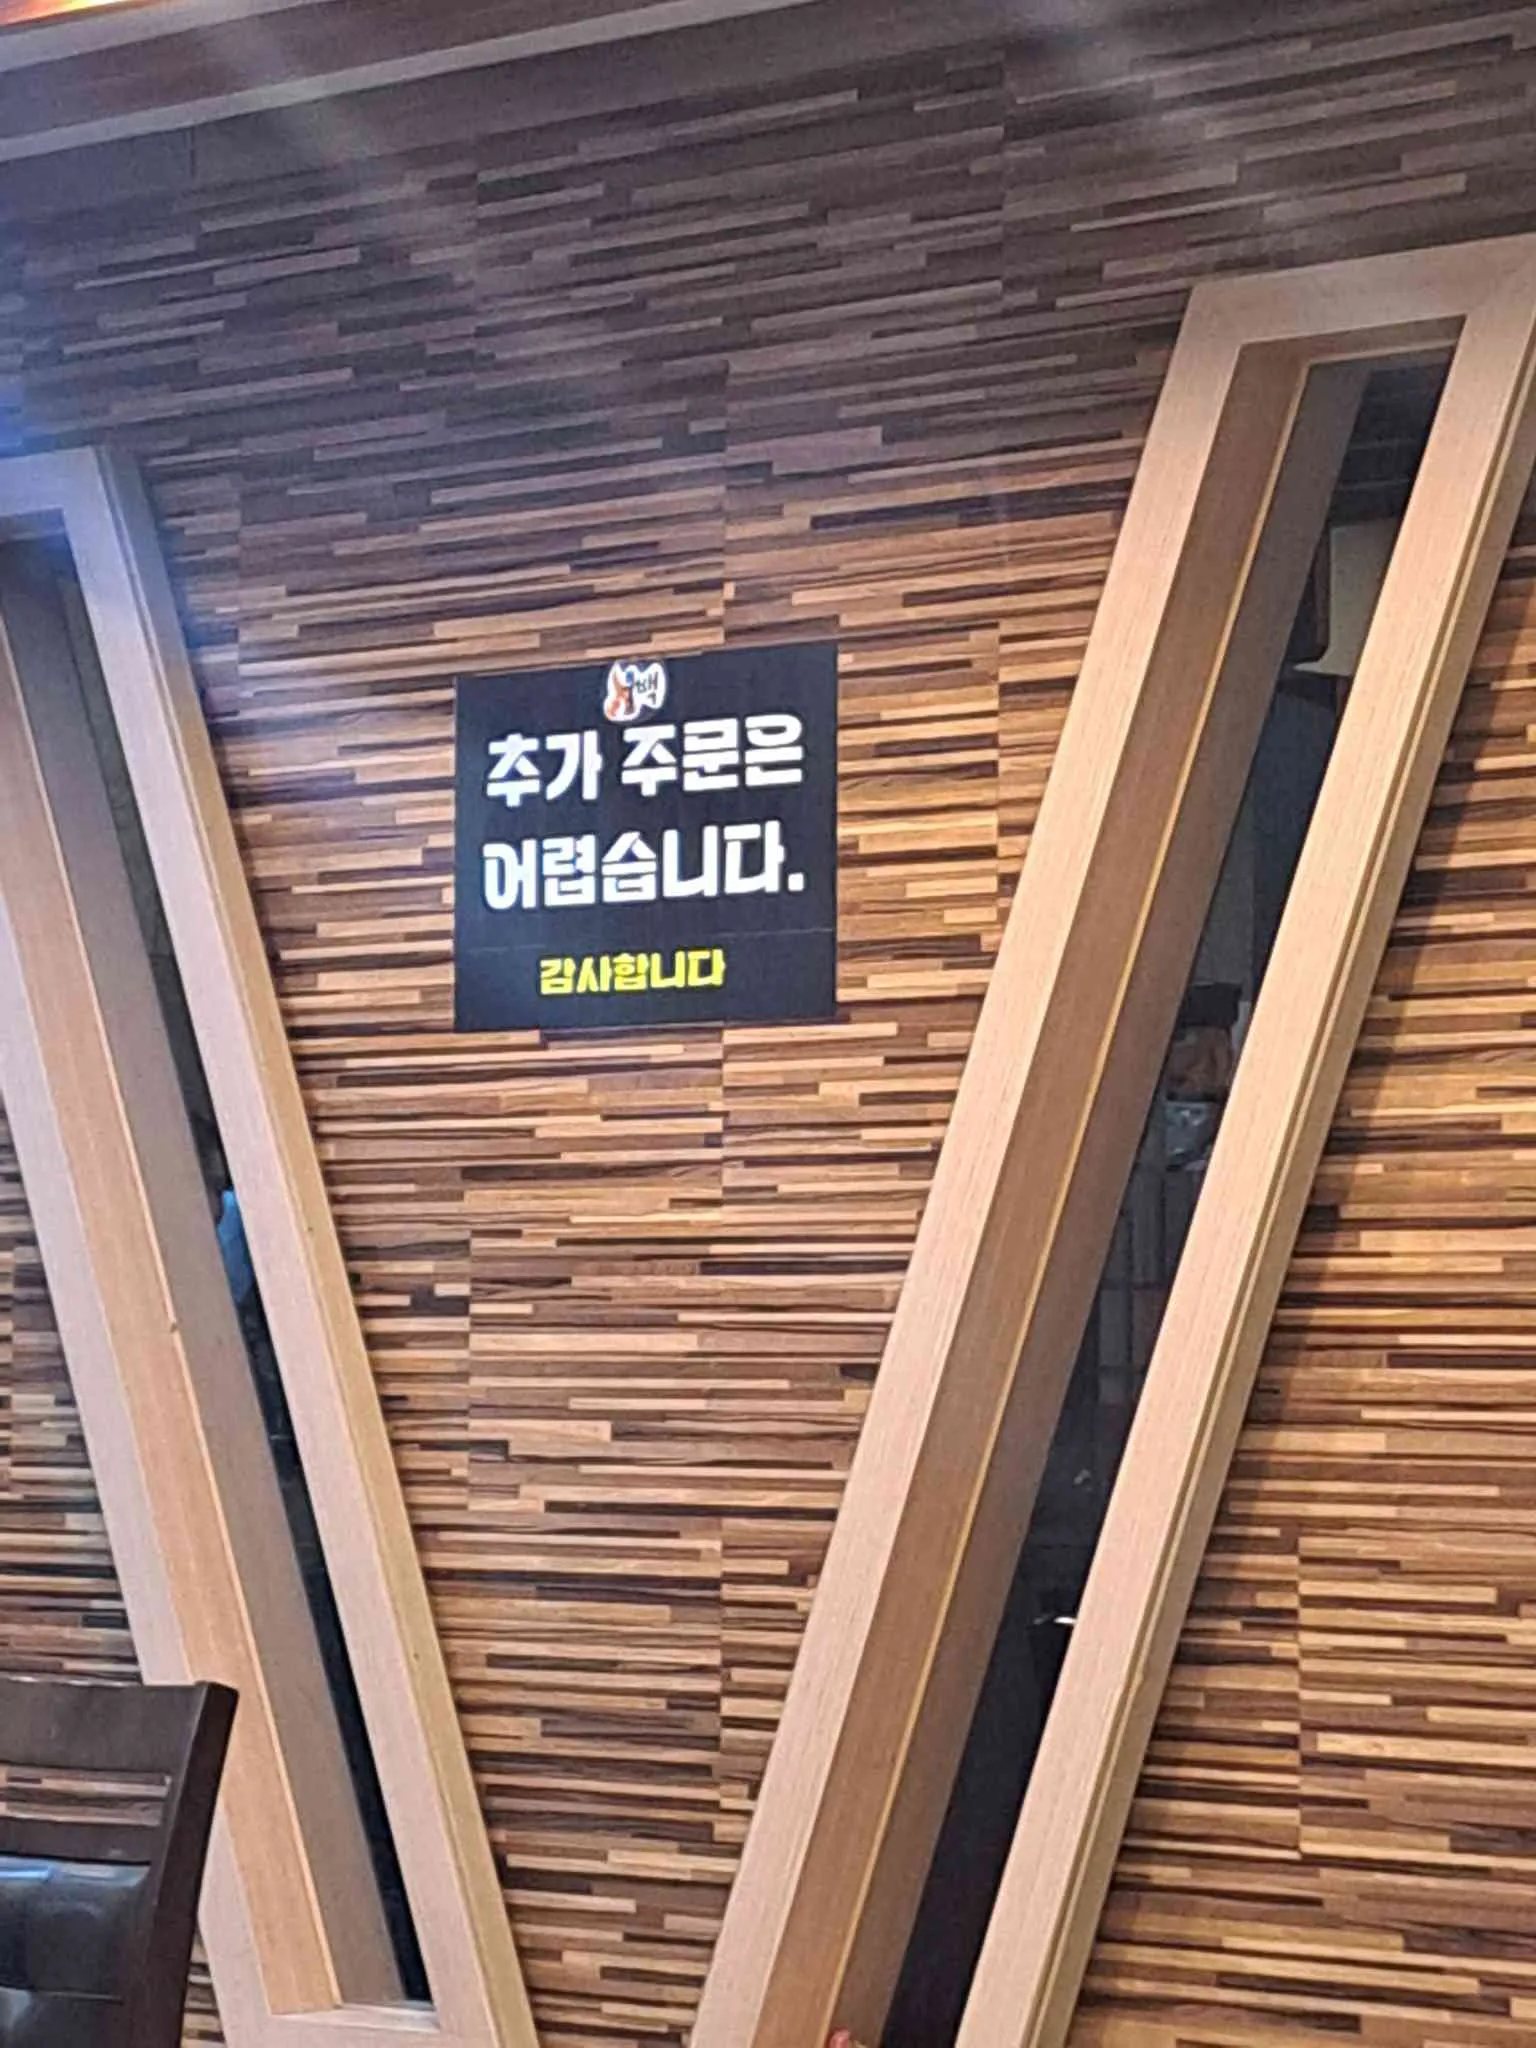 추가 주문은
어렵습니다.
감사합니다